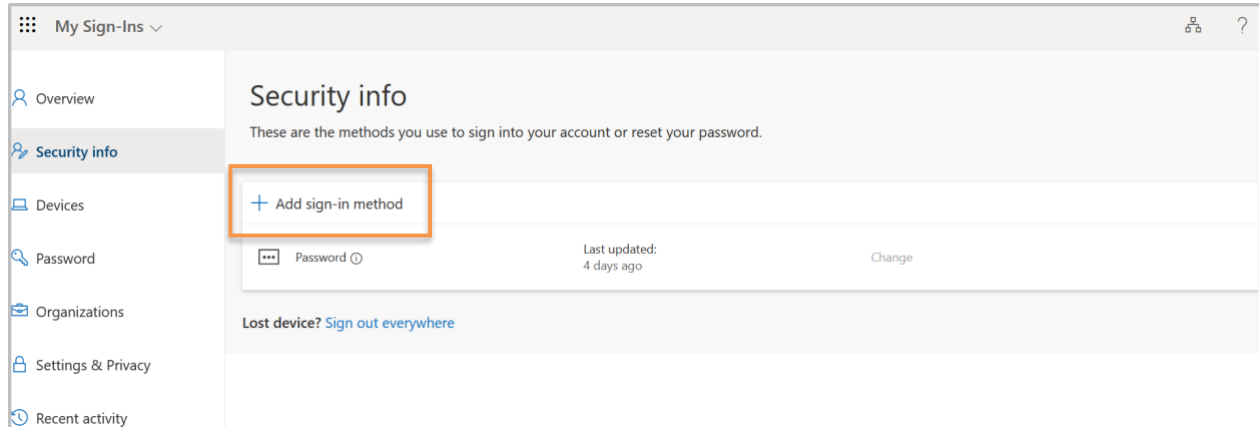 My Sign-Ins
?
Overview
Security info
Devices
Password
Organizations
Settings & Privacy
Recent activity
Security info
These are the methods you use to sign into your account or reset your password.
+ Add sign-in method
Password
Last updated:
4 days ago
Change
Lost device? Sign out everywhere